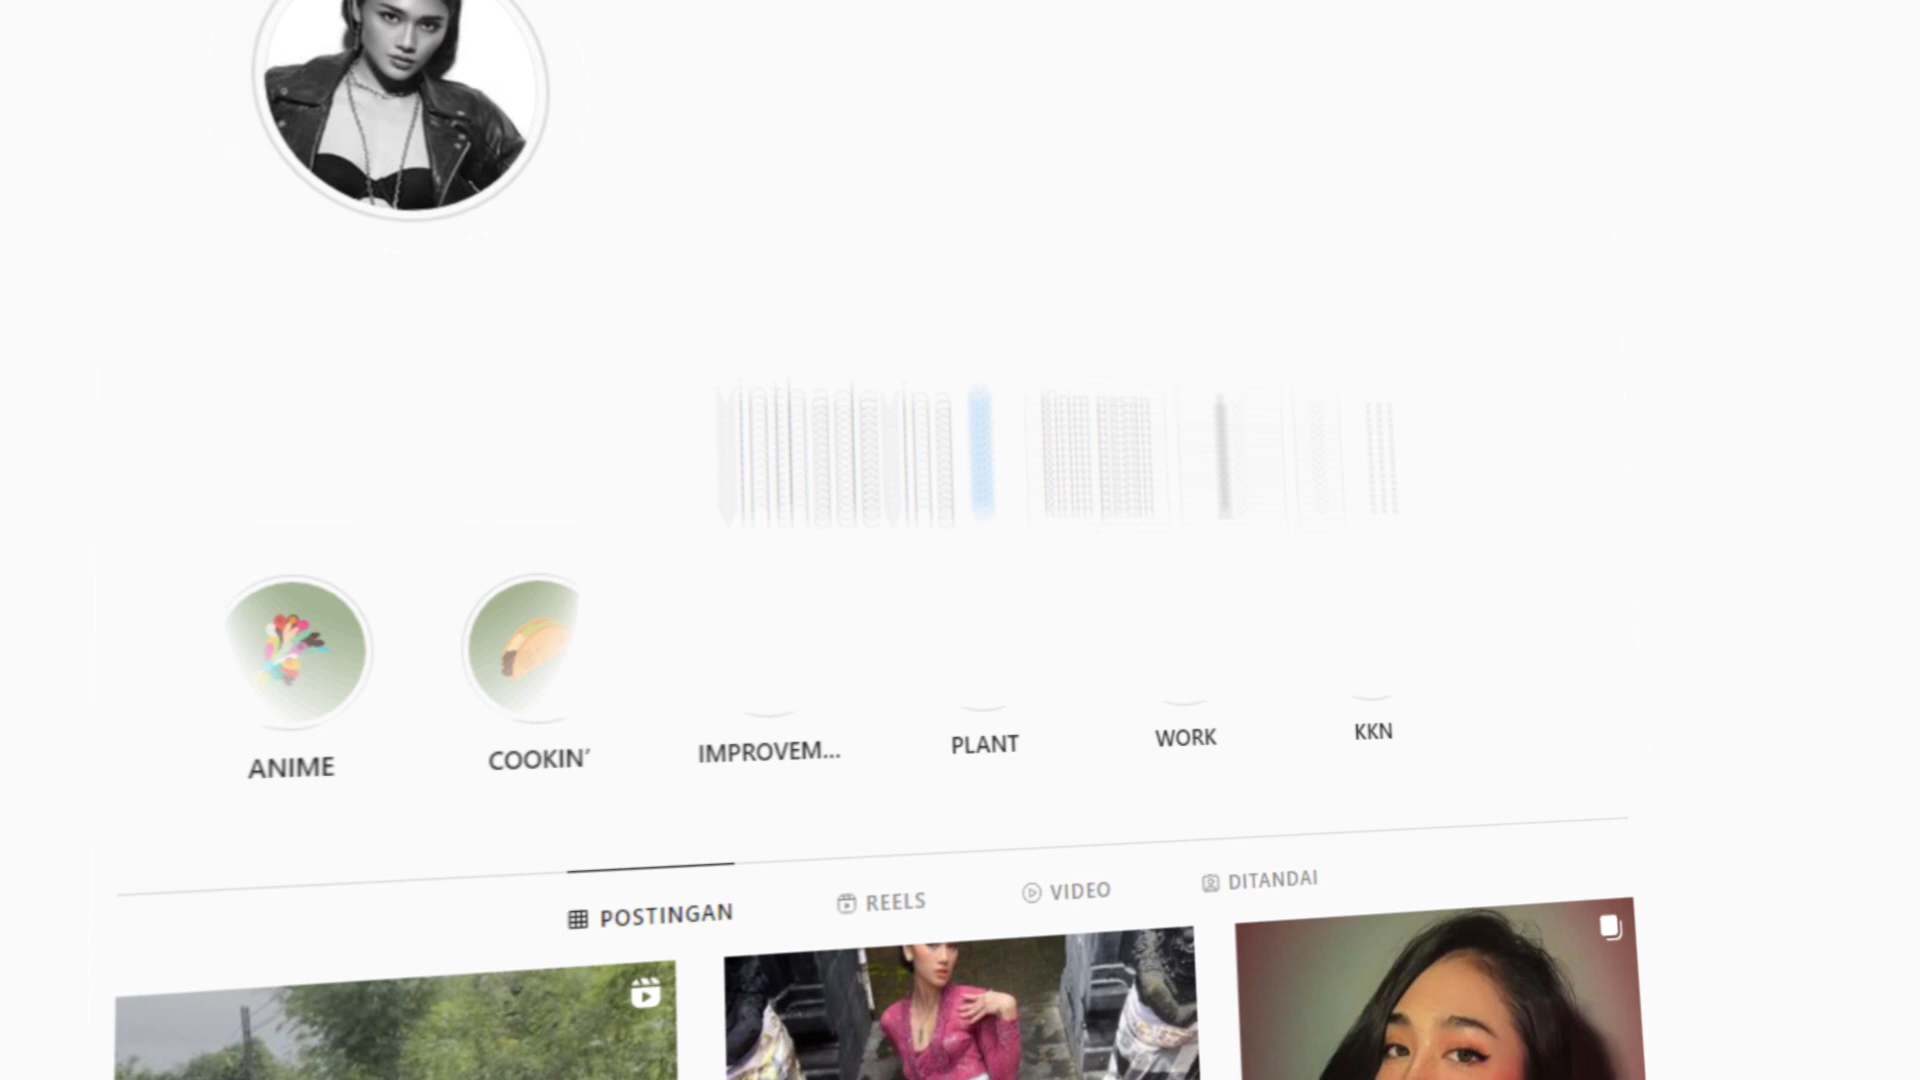 ANIME
COOKIN'
IMPROVEM...
PLANT
WORK
KKN
POSTINGAN
REELS
VIDEO
DITANDAI